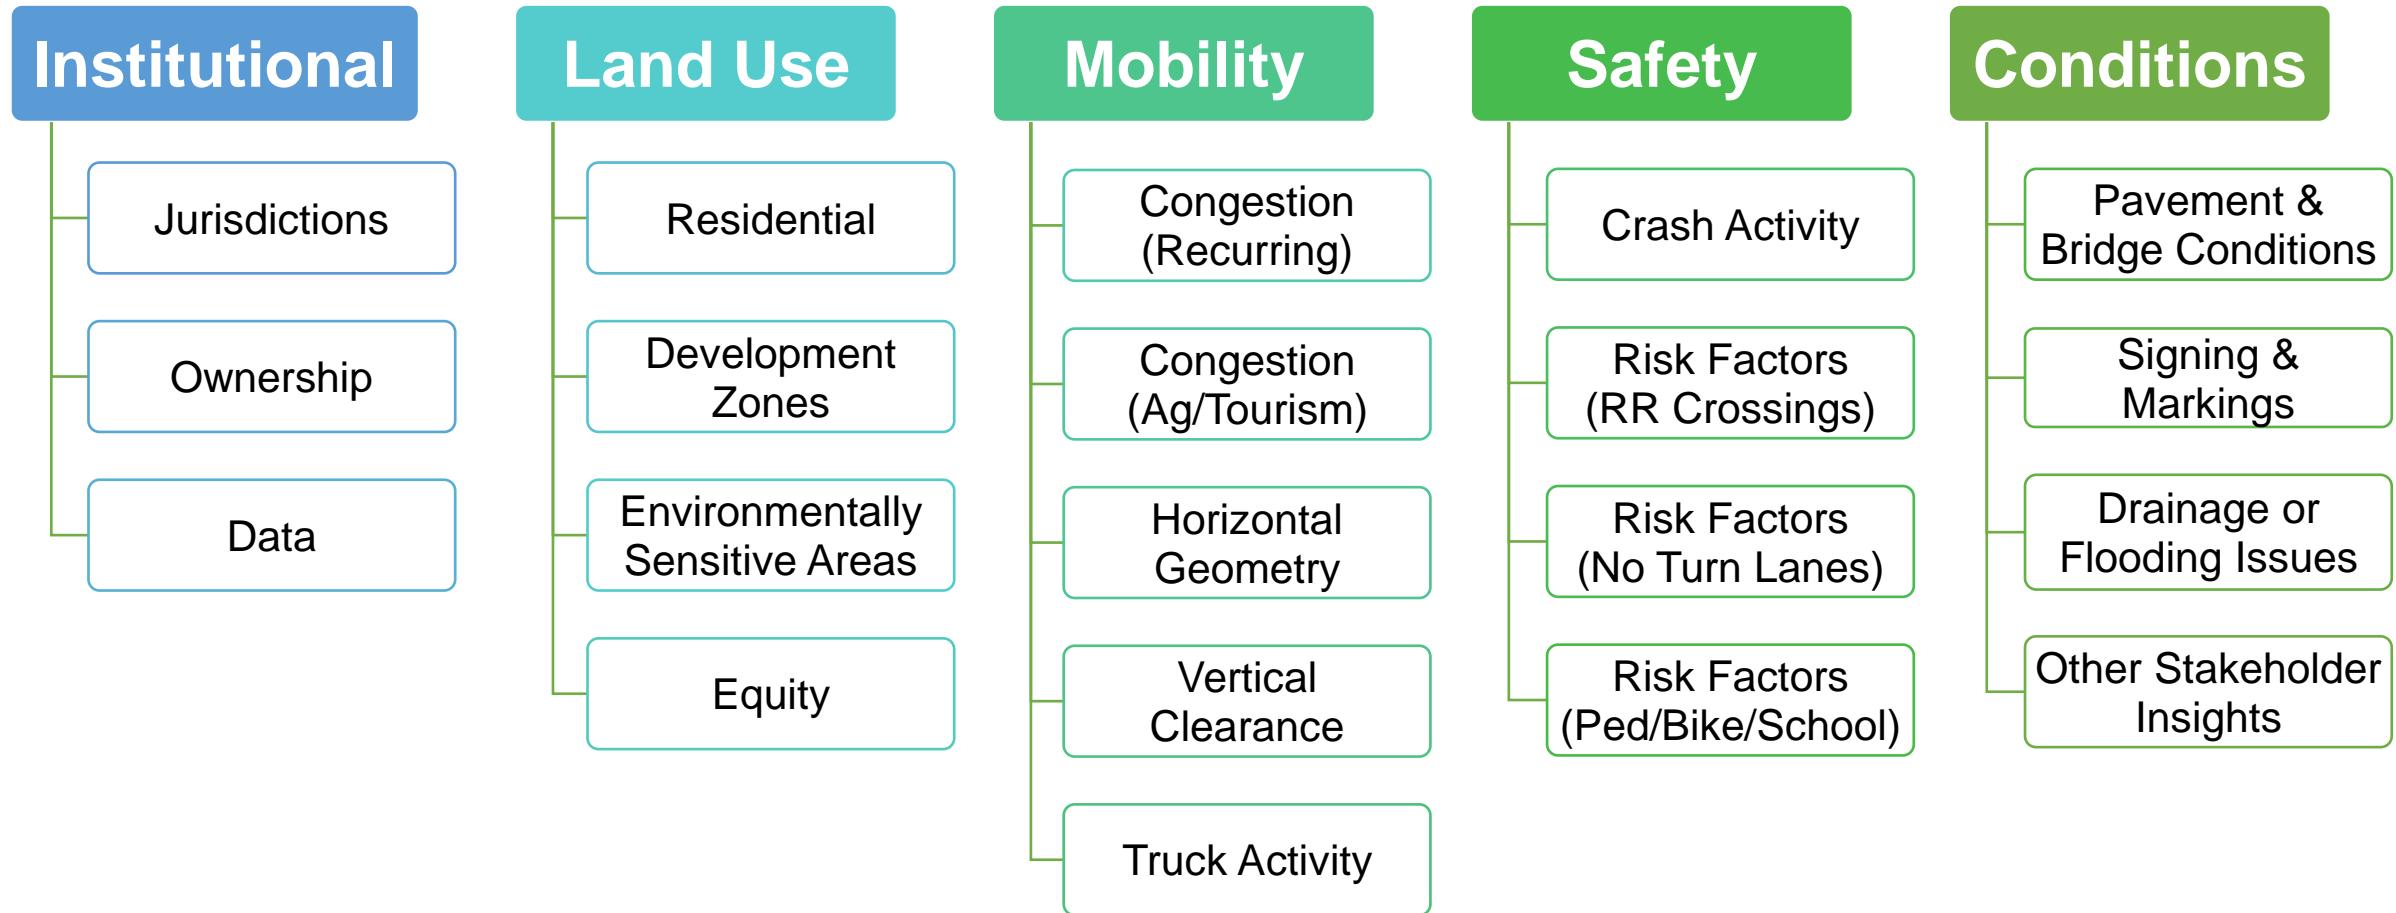 Institutional
Jurisdictions
Ownership
Data
Land Use
Residential
Development
Zones
Environmentally
Sensitive Areas
Equity
Mobility
Congestion
(Recurring)
Congestion
(Ag/Tourism)
Horizontal
Geometry
Vertical
Clearance
Truck Activity
Safety
Crash Activity
Risk Factors
(RR Crossings)
Risk Factors
(No Turn Lanes)
Risk Factors
(Ped/Bike/School)
Conditions
Pavement &
Bridge Conditions
Signing &
Markings
Drainage or
Flooding Issues
Other Stakeholder
Insights